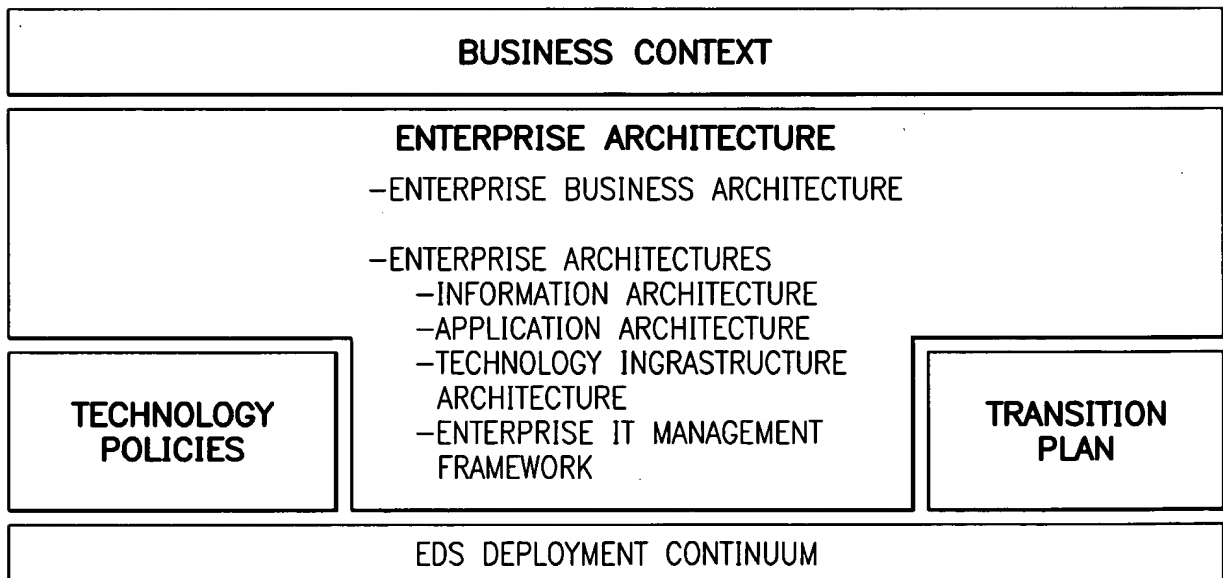 BUSINESS CONTEXT
ENTERPRISE ARCHITECTURE
–ENTERPRISE BUSINESS ARCHITECTURE
–ENTERPRISE ARCHITECTURES
–INFORMATION ARCHITECTURE
–APPLICATION ARCHITECTURE
–TECHNOLOGY INGRASTRUCTURE
ARCHITECTURE
–ENTERPRISE IT MANAGEMENT
FRAMEWORK
TECHNOLOGY
POLICIES
TRANSITION
PLAN
EDS DEPLOYMENT CONTINUUM